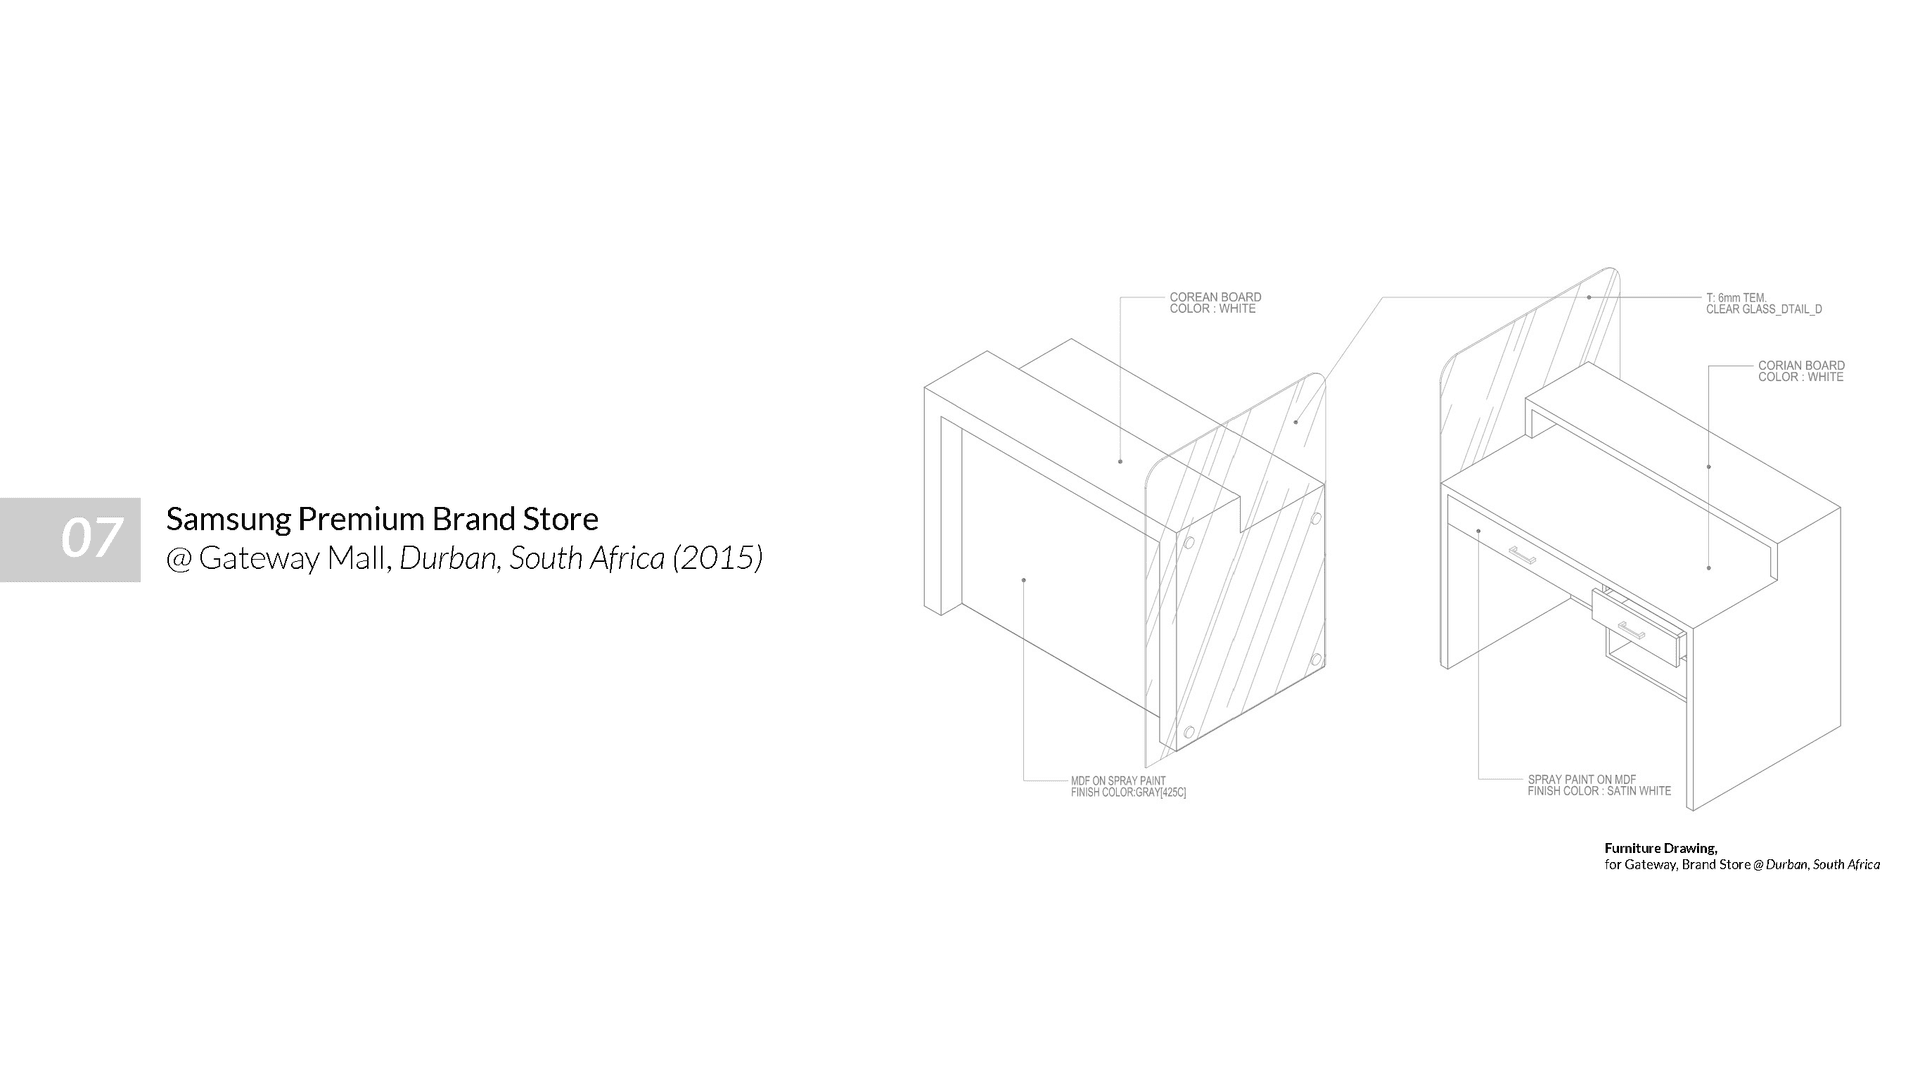 07
Samsung Premium Brand Store
@ Gateway Mall, Durban, South Africa (2015)
COREAN BOARD
COLOR : WHITE
T: 6mm TEM.
CLEAR GLASS_DTAIL_D
CORIAN BOARD
COLOR : WHITE
MDF ON SPRAY PAINT
FINISH COLOR:GRAY[425C]
SPRAY PAINT ON MDF
FINISH COLOR : SATIN WHITE
Furniture Drawing,
for Gateway, Brand Store @ Durban, South Africa